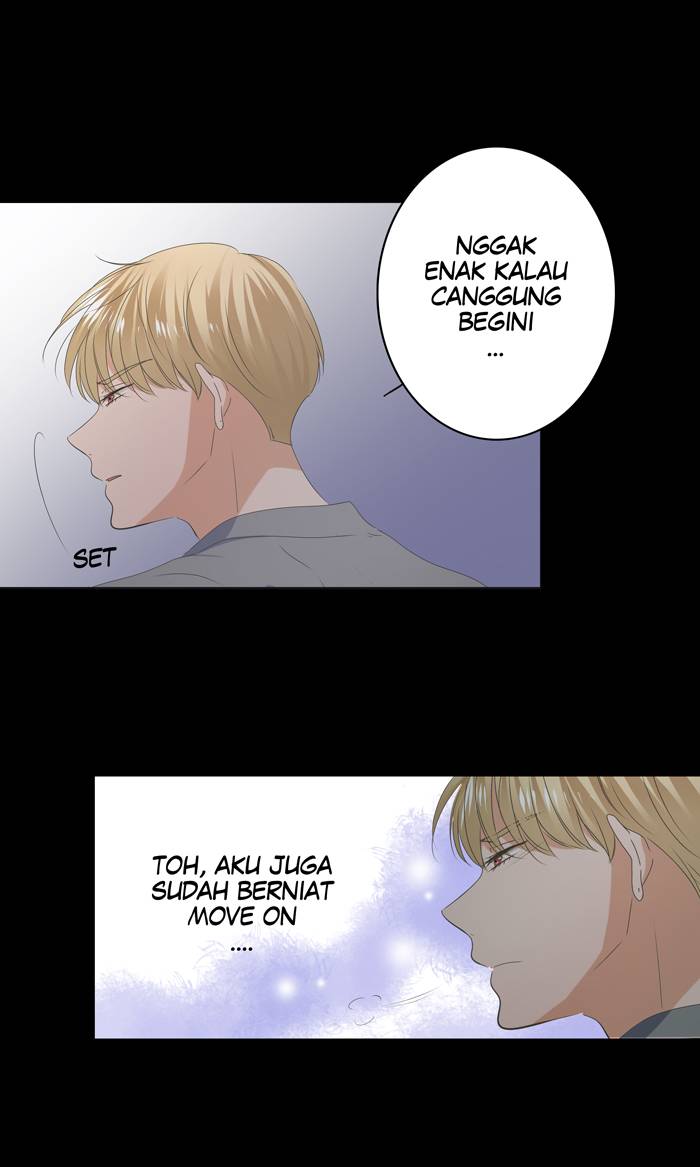 NGGAK
ENAK KALAU
CANGGUNG
BEGINI
...
SET
TOH, AKU JUGA
SUDAH BERNIAT
MOVE ON
....